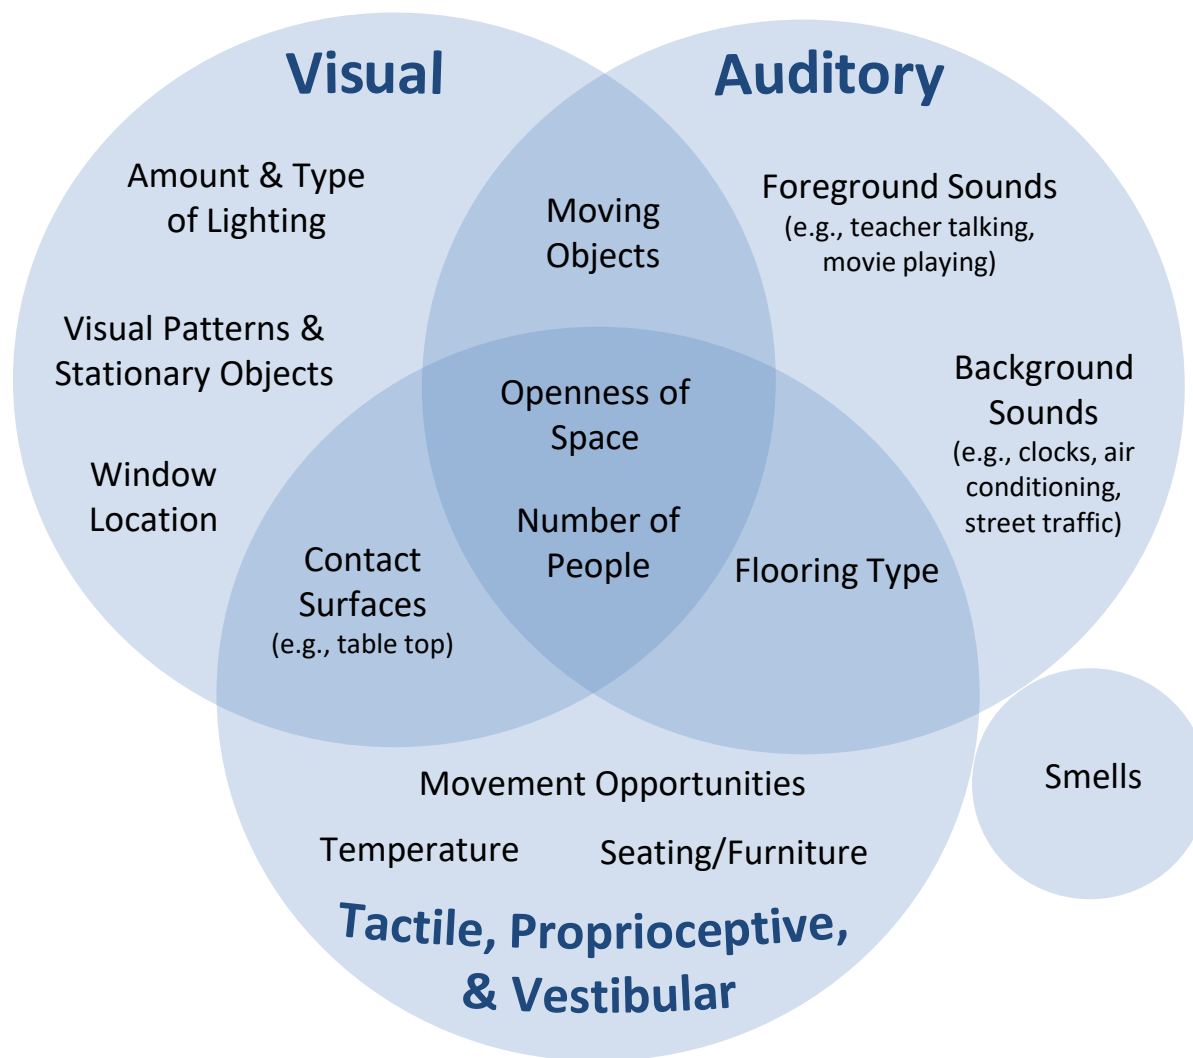 Visual
Auditory
Amount & Type
of Lighting
Visual Patterns &
Stationary Objects
Window
Location
Moving
Objects
Foreground Sounds
(e.g., teacher talking,
movie playing)
Background
Sounds
(e.g., clocks, air
conditioning,
street traffic)
Openness of
Space
Number of
People
Contact
Surfaces
(e.g., table top)
Flooring Type
Movement Opportunities
Temperature
Seating/Furniture
Tactile, Proprioceptive,
& Vestibular
Smells